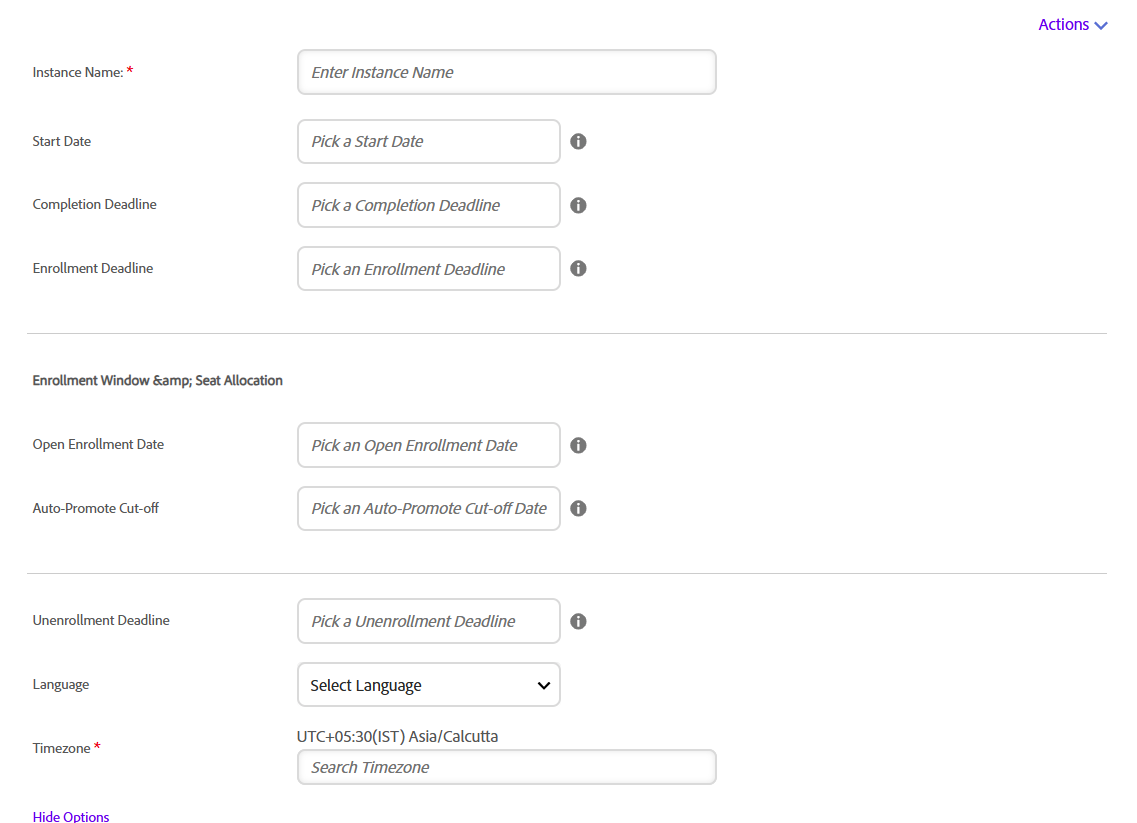 Actions
Instance Name: *
Enter Instance Name
Start Date
Pick a Start Date
Completion Deadline
Pick a Completion Deadline
Enrollment Deadline
Pick an Enrollment Deadline
Enrollment Window &amp; Seat Allocation
Open Enrollment Date
Pick an Open Enrollment Date
Auto-Promote Cut-off
Pick an Auto-Promote Cut-off Date
Unenrollment Deadline
Pick a Unenrollment Deadline
Language
Select Language
Timezone *
UTC+05:30(IST) Asia/Calcutta
Search Timezone
Hide Options